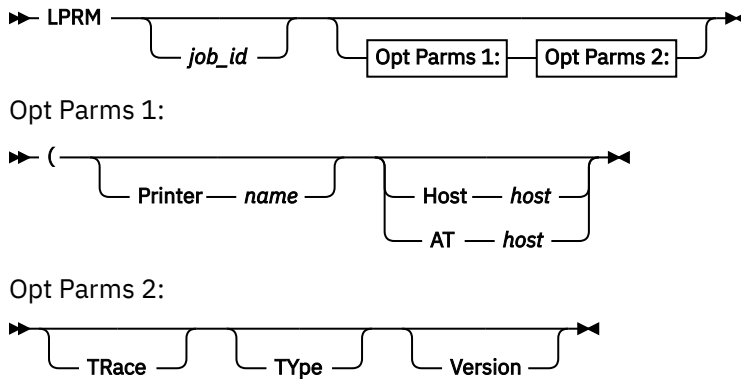 LPRM
job_id
Opt Parms 1: Opt Parms 2:
Opt Parms 1:
(
Printer name Host host
AT host
Opt Parms 2:
TRace TYpe Version